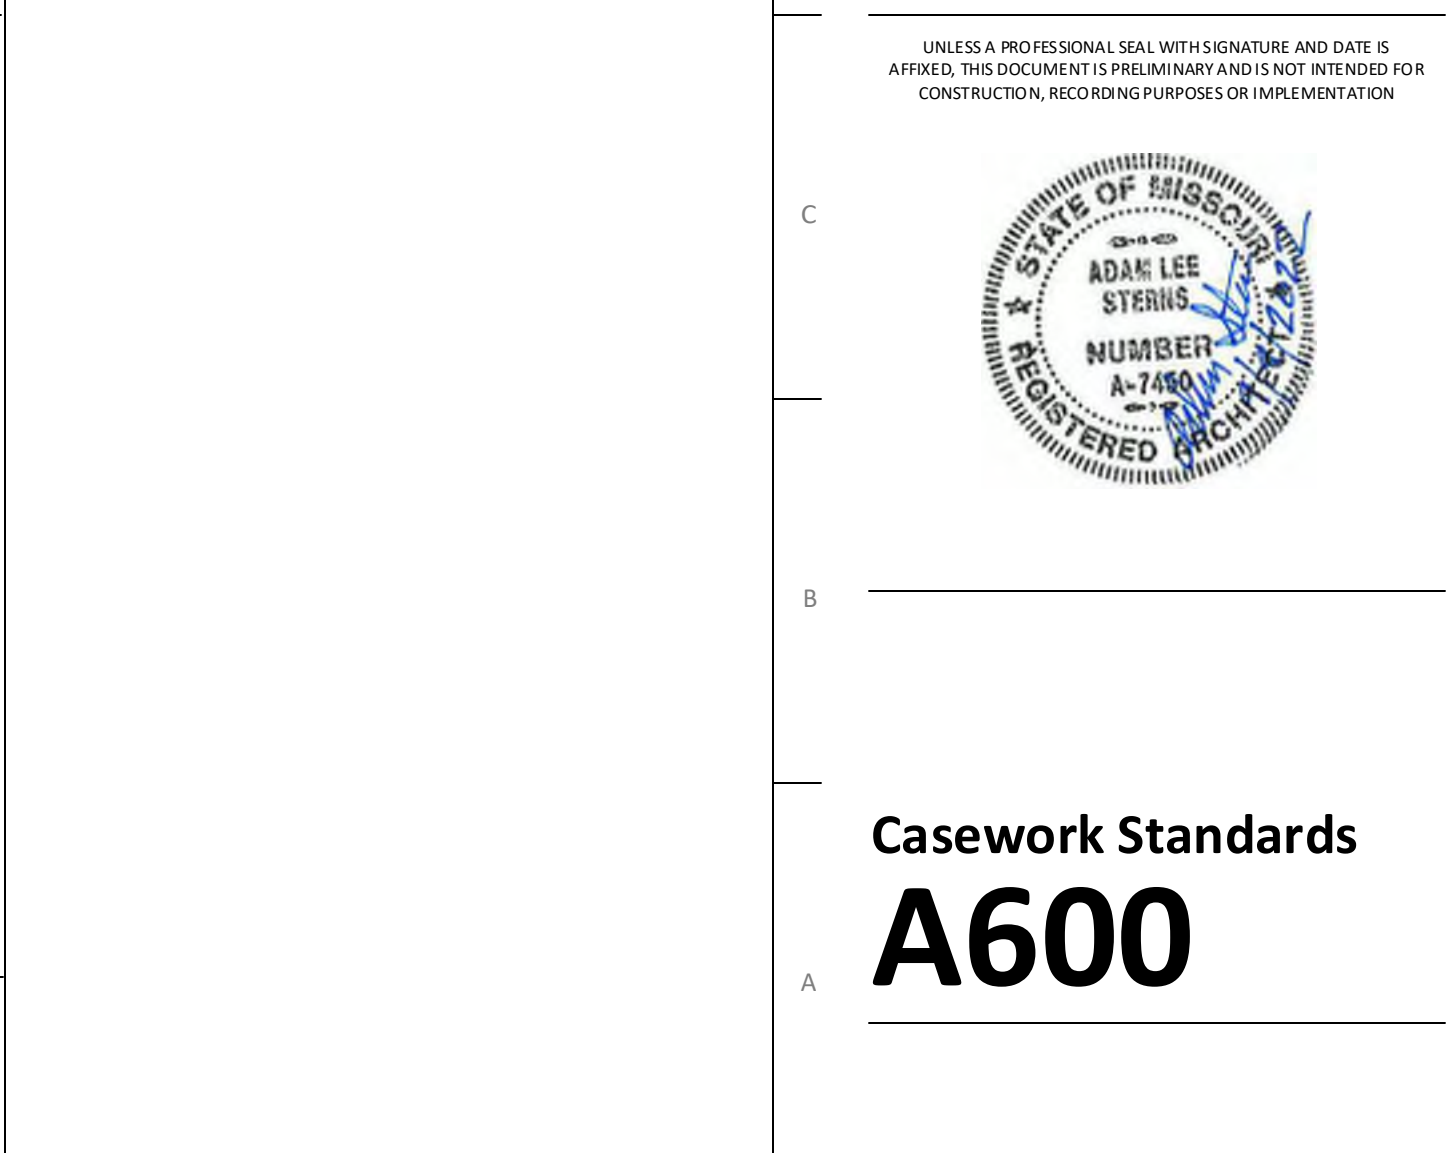 UNLESS A PROFESSIONAL SEAL WITH SIGNATURE AND DATE IS
AFFIXED, THIS DOCUMENT IS PRELIMINARY AND IS NOT INTENDED FOR
CONSTRUCTION, RECORDING PURPOSES OR IMPLEMENTATION
C
STATE OF MISSOURI
ADAM LEE
STERNS
NUMBER
REGISTERED ARCHITECT
B
Casework Standards
A600
A